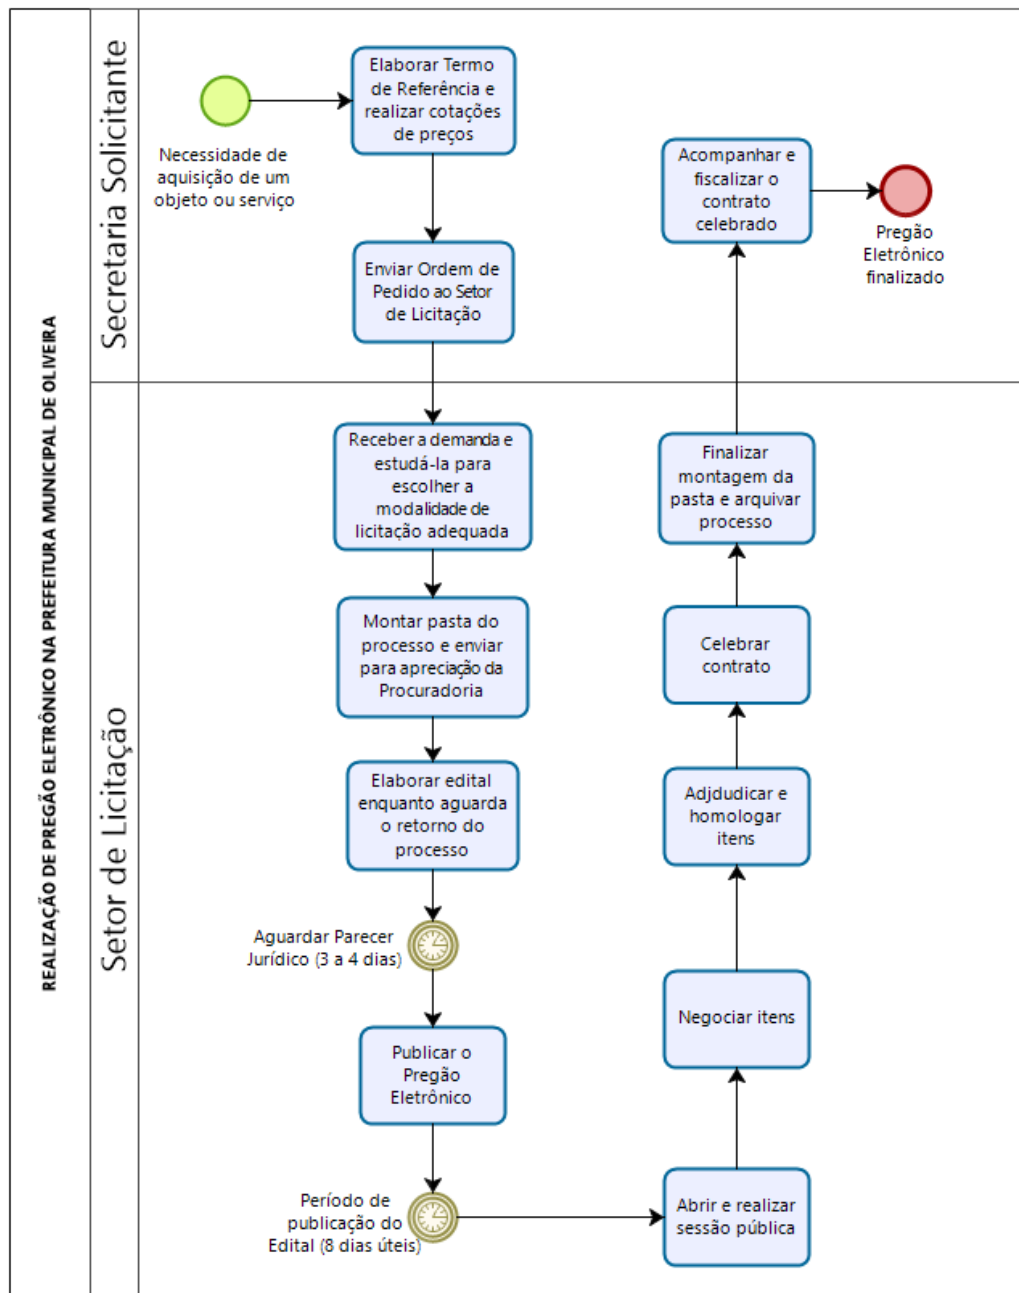 REALIZAÇÃO DE PREGÃO ELETRÔNICO NA PREFEITURA MUNICIPAL DE OLIVEIRA
Secretaria Solicitante
Necessidade de
aquisição de um
objeto ou serviço
Elaborar Termo
de Referência e
realizar cotações
de preços
Enviar Ordem de
Pedido ao Setor
de Licitação
Acompanhar e
fiscalizar o
contrato
celebrado
Pregão
Eletrônico
finalizado
Setor de Licitação
Receber a demanda e
estudá-la para
escolher a
modalidade de
licitação adequada
Montar pasta do
processo e enviar
para apreciação da
Procuradoria
Elaborar edital
enquanto aguarda
o retorno do
processo
Aguardar Parecer
Jurídico (3 a 4 dias)
Publicar o
Pregão
Eletrônico
Período de
publicação do
Edital (8 dias úteis)
Abrir e realizar
sessão pública
Negociar itens
Adjdudicar e
homologar
itens
Celebrar
contrato
Finalizar
montagem da
pasta e arquivar
processo